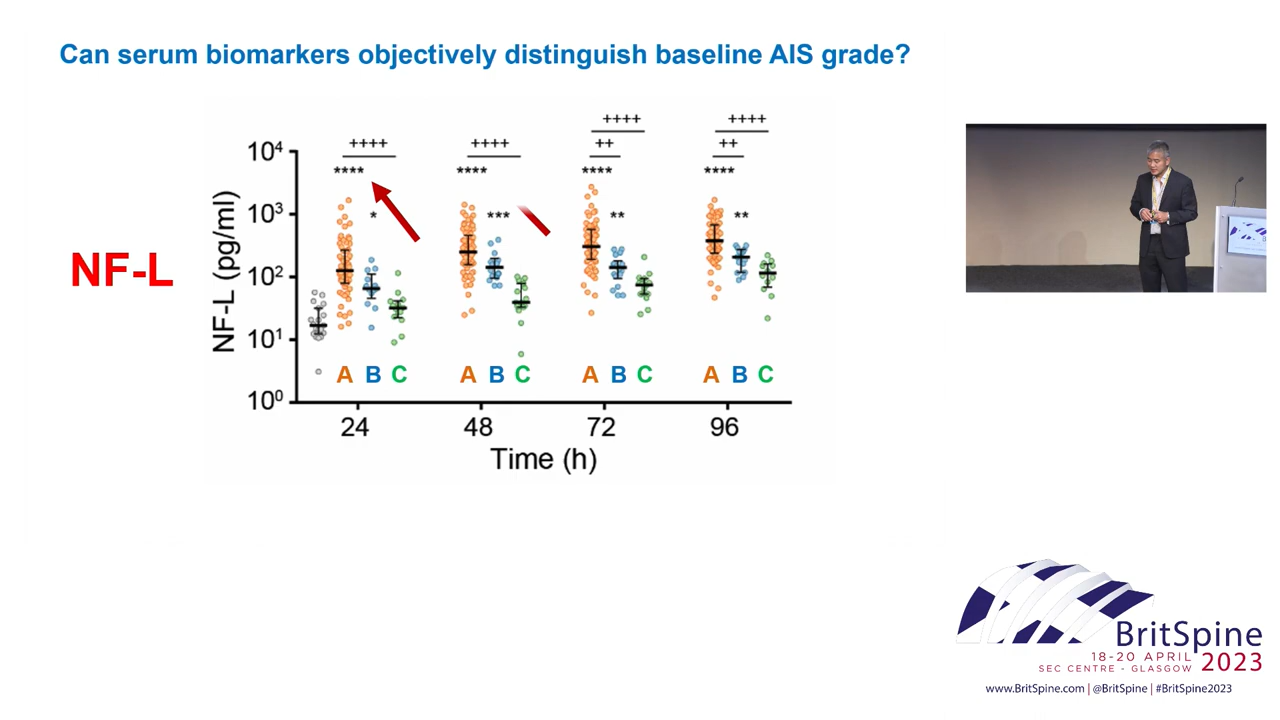 Can serum biomarkers objectively distinguish baseline AIS grade?
NF-L
NF-L (pg/ml)
10⁴
10³
10²
10¹
10⁰
++++
****
*
++++
****
***
++++
++
****
**
++++
++
****
**
A B C
A B C
A B C
A B C
24 48 72 96
Time (h)
BritSpine
18-20 APRIL 2023
SEC CENTRE - GLASGOW
www.BritSpine.com | @BritSpine | #BritSpine2023